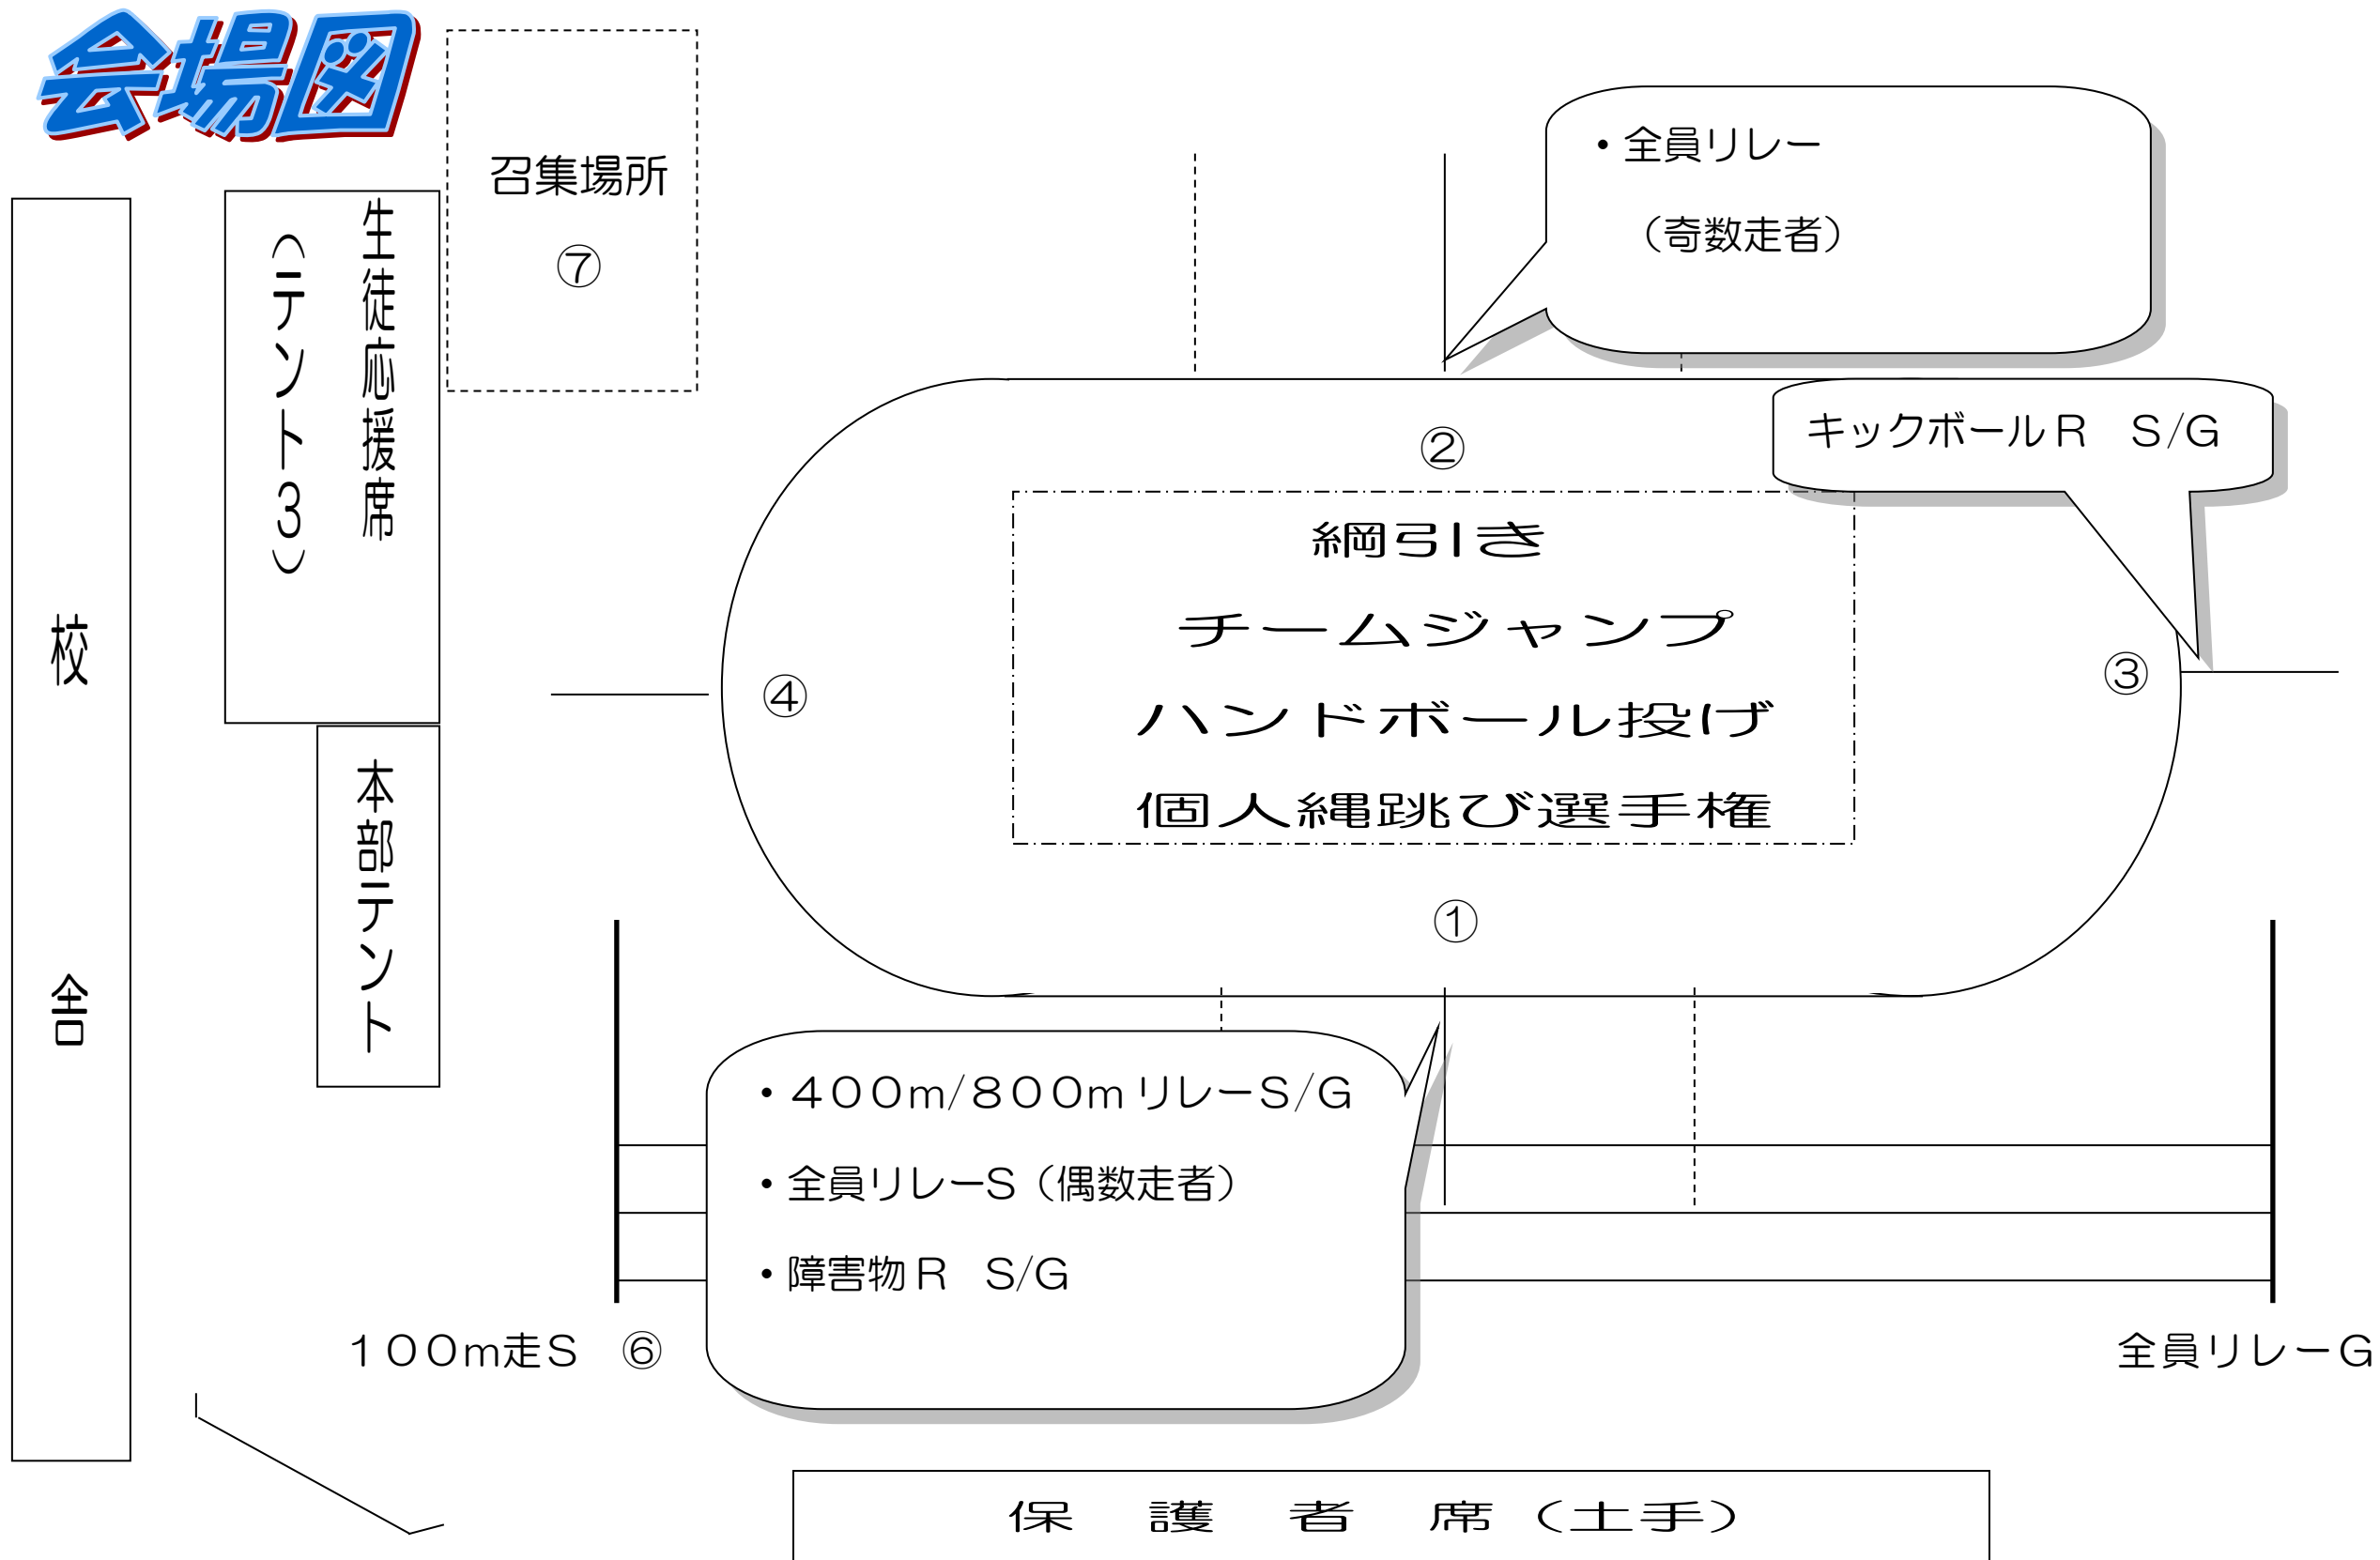 会場図
召集場所
⑦
生徒応援席
（テント３）
校舎
本部テント
・全員リレー
（奇数走者）
キックボールＲ　Ｓ/Ｇ
②
綱引き
チームジャンプ
ハンドボール投げ
個人縄跳び選手権
④
③
①
・４００ｍ/８００ｍリレーＳ/Ｇ
・全員リレーＳ（偶数走者）
・障害物Ｒ　Ｓ/Ｇ
１００ｍ走Ｓ　⑥
全員リレーＧ
保　護　者　席（土手）